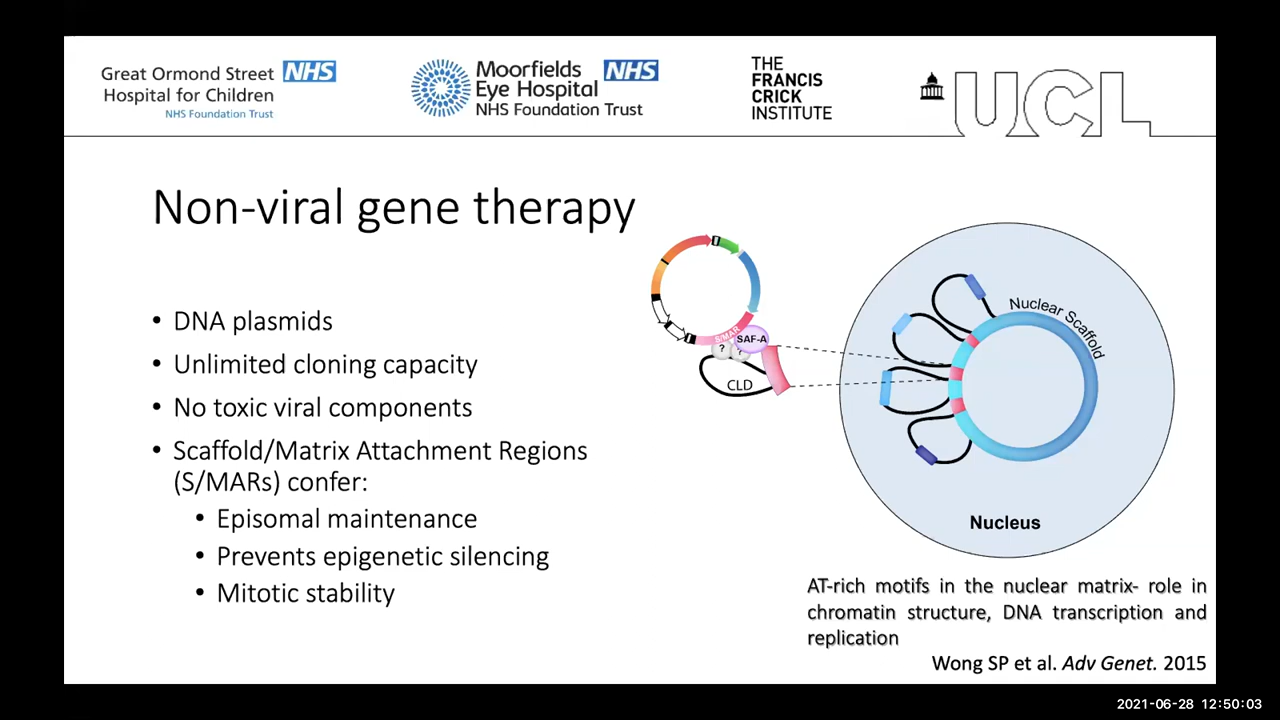 Great Ormond Street NHS
Hospital for Children
NHS Foundation Trust
Moorfields NHS
Eye Hospital
NHS Foundation Trust
THE
FRANCIS
CRICK
INSTITUTE
UCL
Non-viral gene therapy
• DNA plasmids
• Unlimited cloning capacity
• No toxic viral components
• Scaffold/Matrix Attachment Regions
(S/MARs) confer:
• Episomal maintenance
• Prevents epigenetic silencing
• Mitotic stability
S/MAR
SAF-A
?
?
CLD
Nuclear Scaffold
Nucleus
AT-rich motifs in the nuclear matrix- role in
chromatin structure, DNA transcription and
replication
Wong SP et al. Adv Genet. 2015
2021-06-28 12:50:03